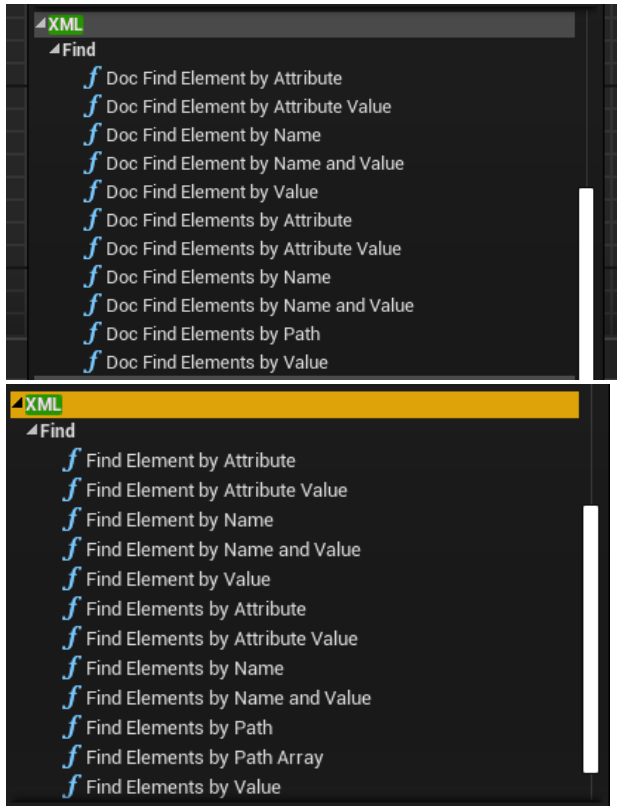 XML
Find
Doc Find Element by Attribute
Doc Find Element by Attribute Value
Doc Find Element by Name
Doc Find Element by Name and Value
Doc Find Element by Value
Doc Find Elements by Attribute
Doc Find Elements by Attribute Value
Doc Find Elements by Name
Doc Find Elements by Name and Value
Doc Find Elements by Path
Doc Find Elements by Value
XML
Find
Find Element by Attribute
Find Element by Attribute Value
Find Element by Name
Find Element by Name and Value
Find Element by Value
Find Elements by Attribute
Find Elements by Attribute Value
Find Elements by Name
Find Elements by Name and Value
Find Elements by Path
Find Elements by Path Array
Find Elements by Value